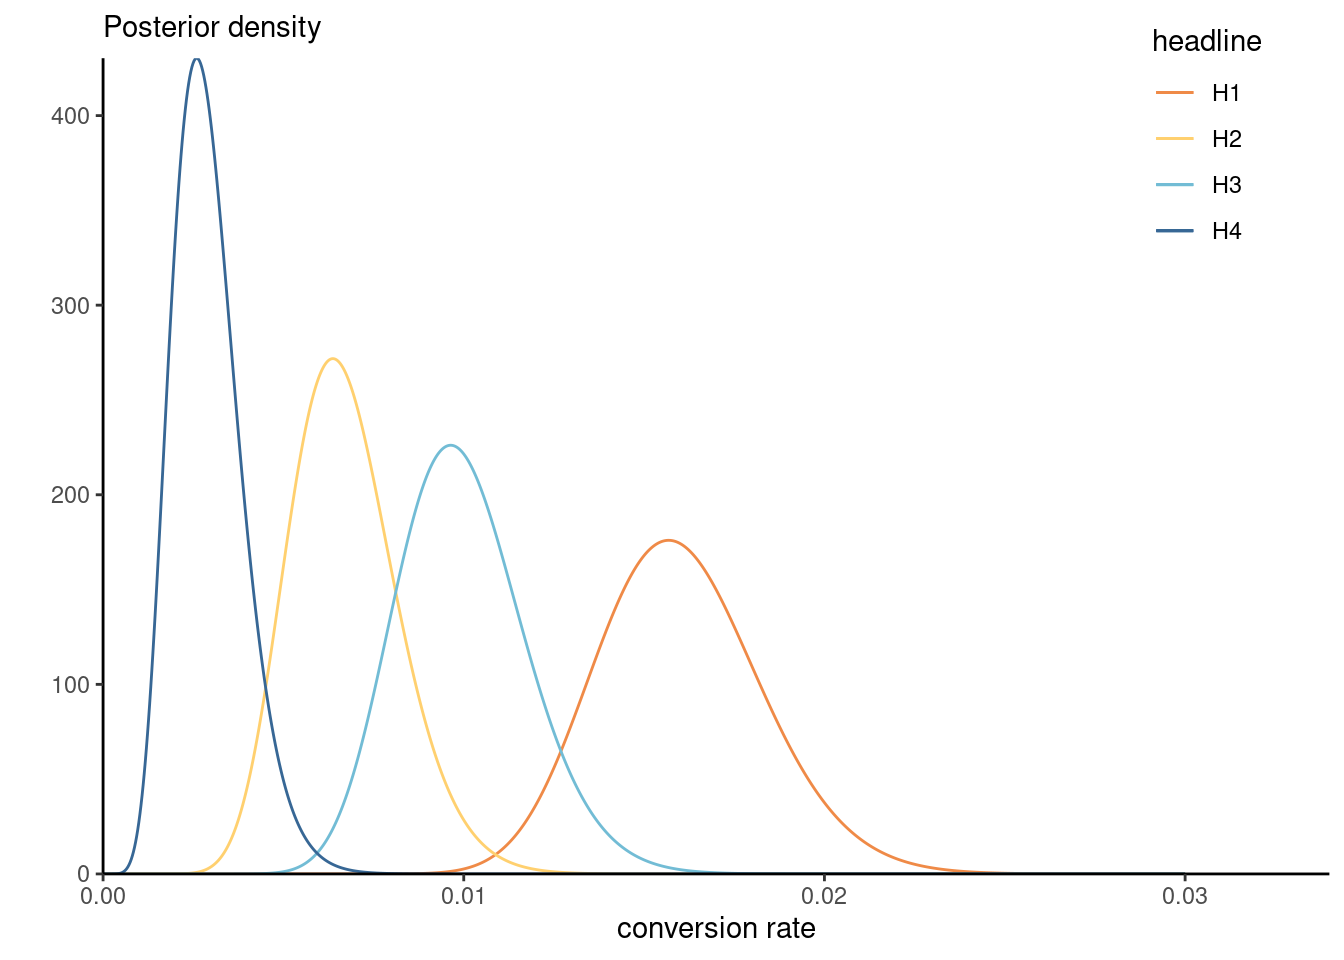 Posterior density
headline
H1
H2
H3
H4
400
300
200
100
0
0.00 0.01 0.02 0.03
conversion rate